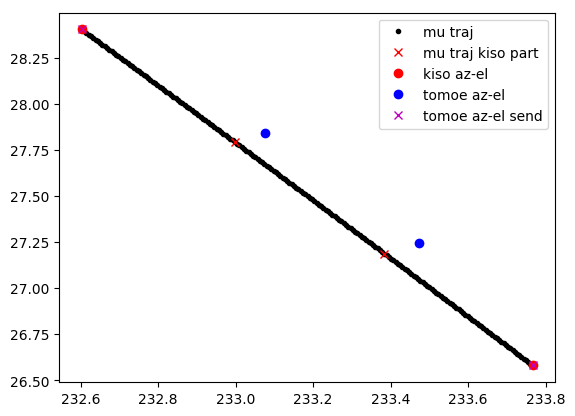 mu traj
mu traj kiso part
kiso az-el
tomoe az-el
tomoe az-el send
28.25
28.00
27.75
27.50
27.25
27.00
26.75
26.50
232.6 232.8 233.0 233.2 233.4 233.6 233.8